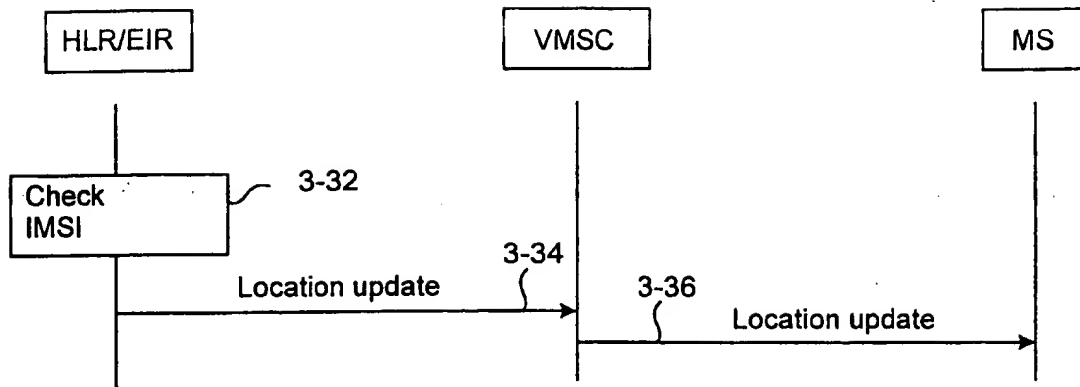 HLR/EIR
VMSC
MS
Check
IMSI
3-32
3-34
Location update
3-36
Location update